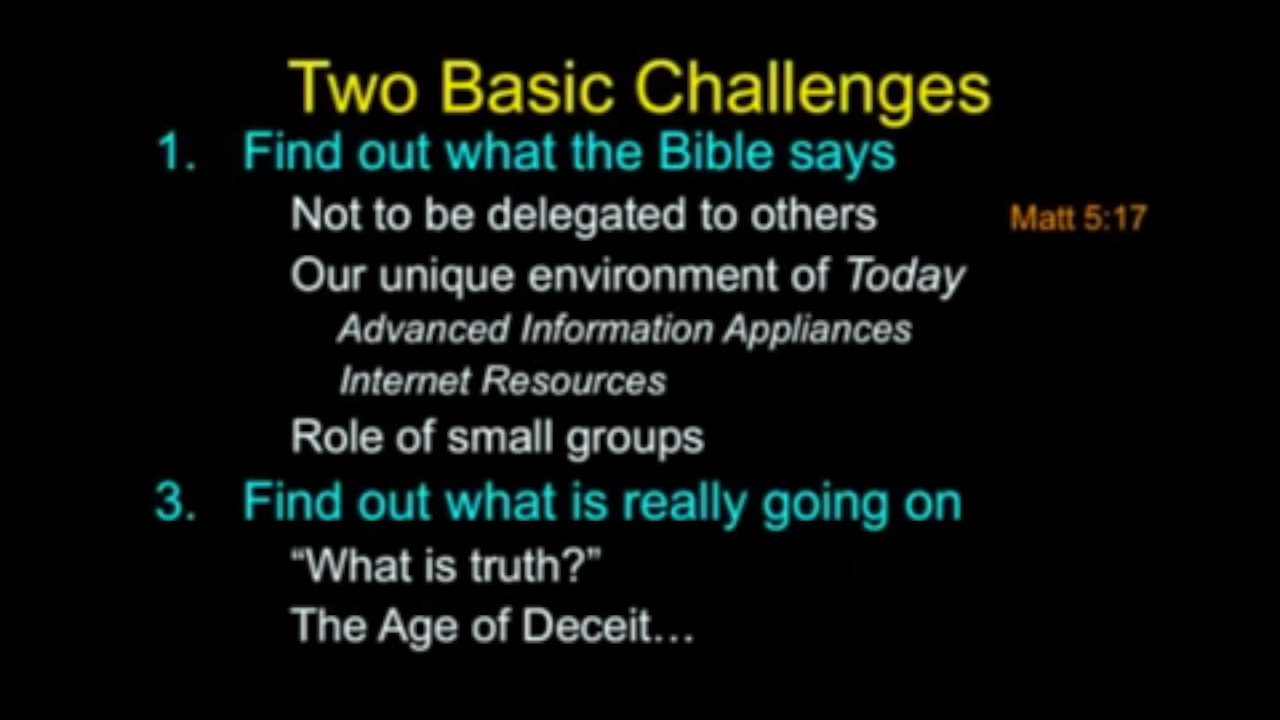 Two Basic Challenges
1. Find out what the Bible says
Not to be delegated to others Matt 5:17
Our unique environment of Today
Advanced Information Appliances
Internet Resources
Role of small groups
3. Find out what is really going on
“What is truth?”
The Age of Deceit…